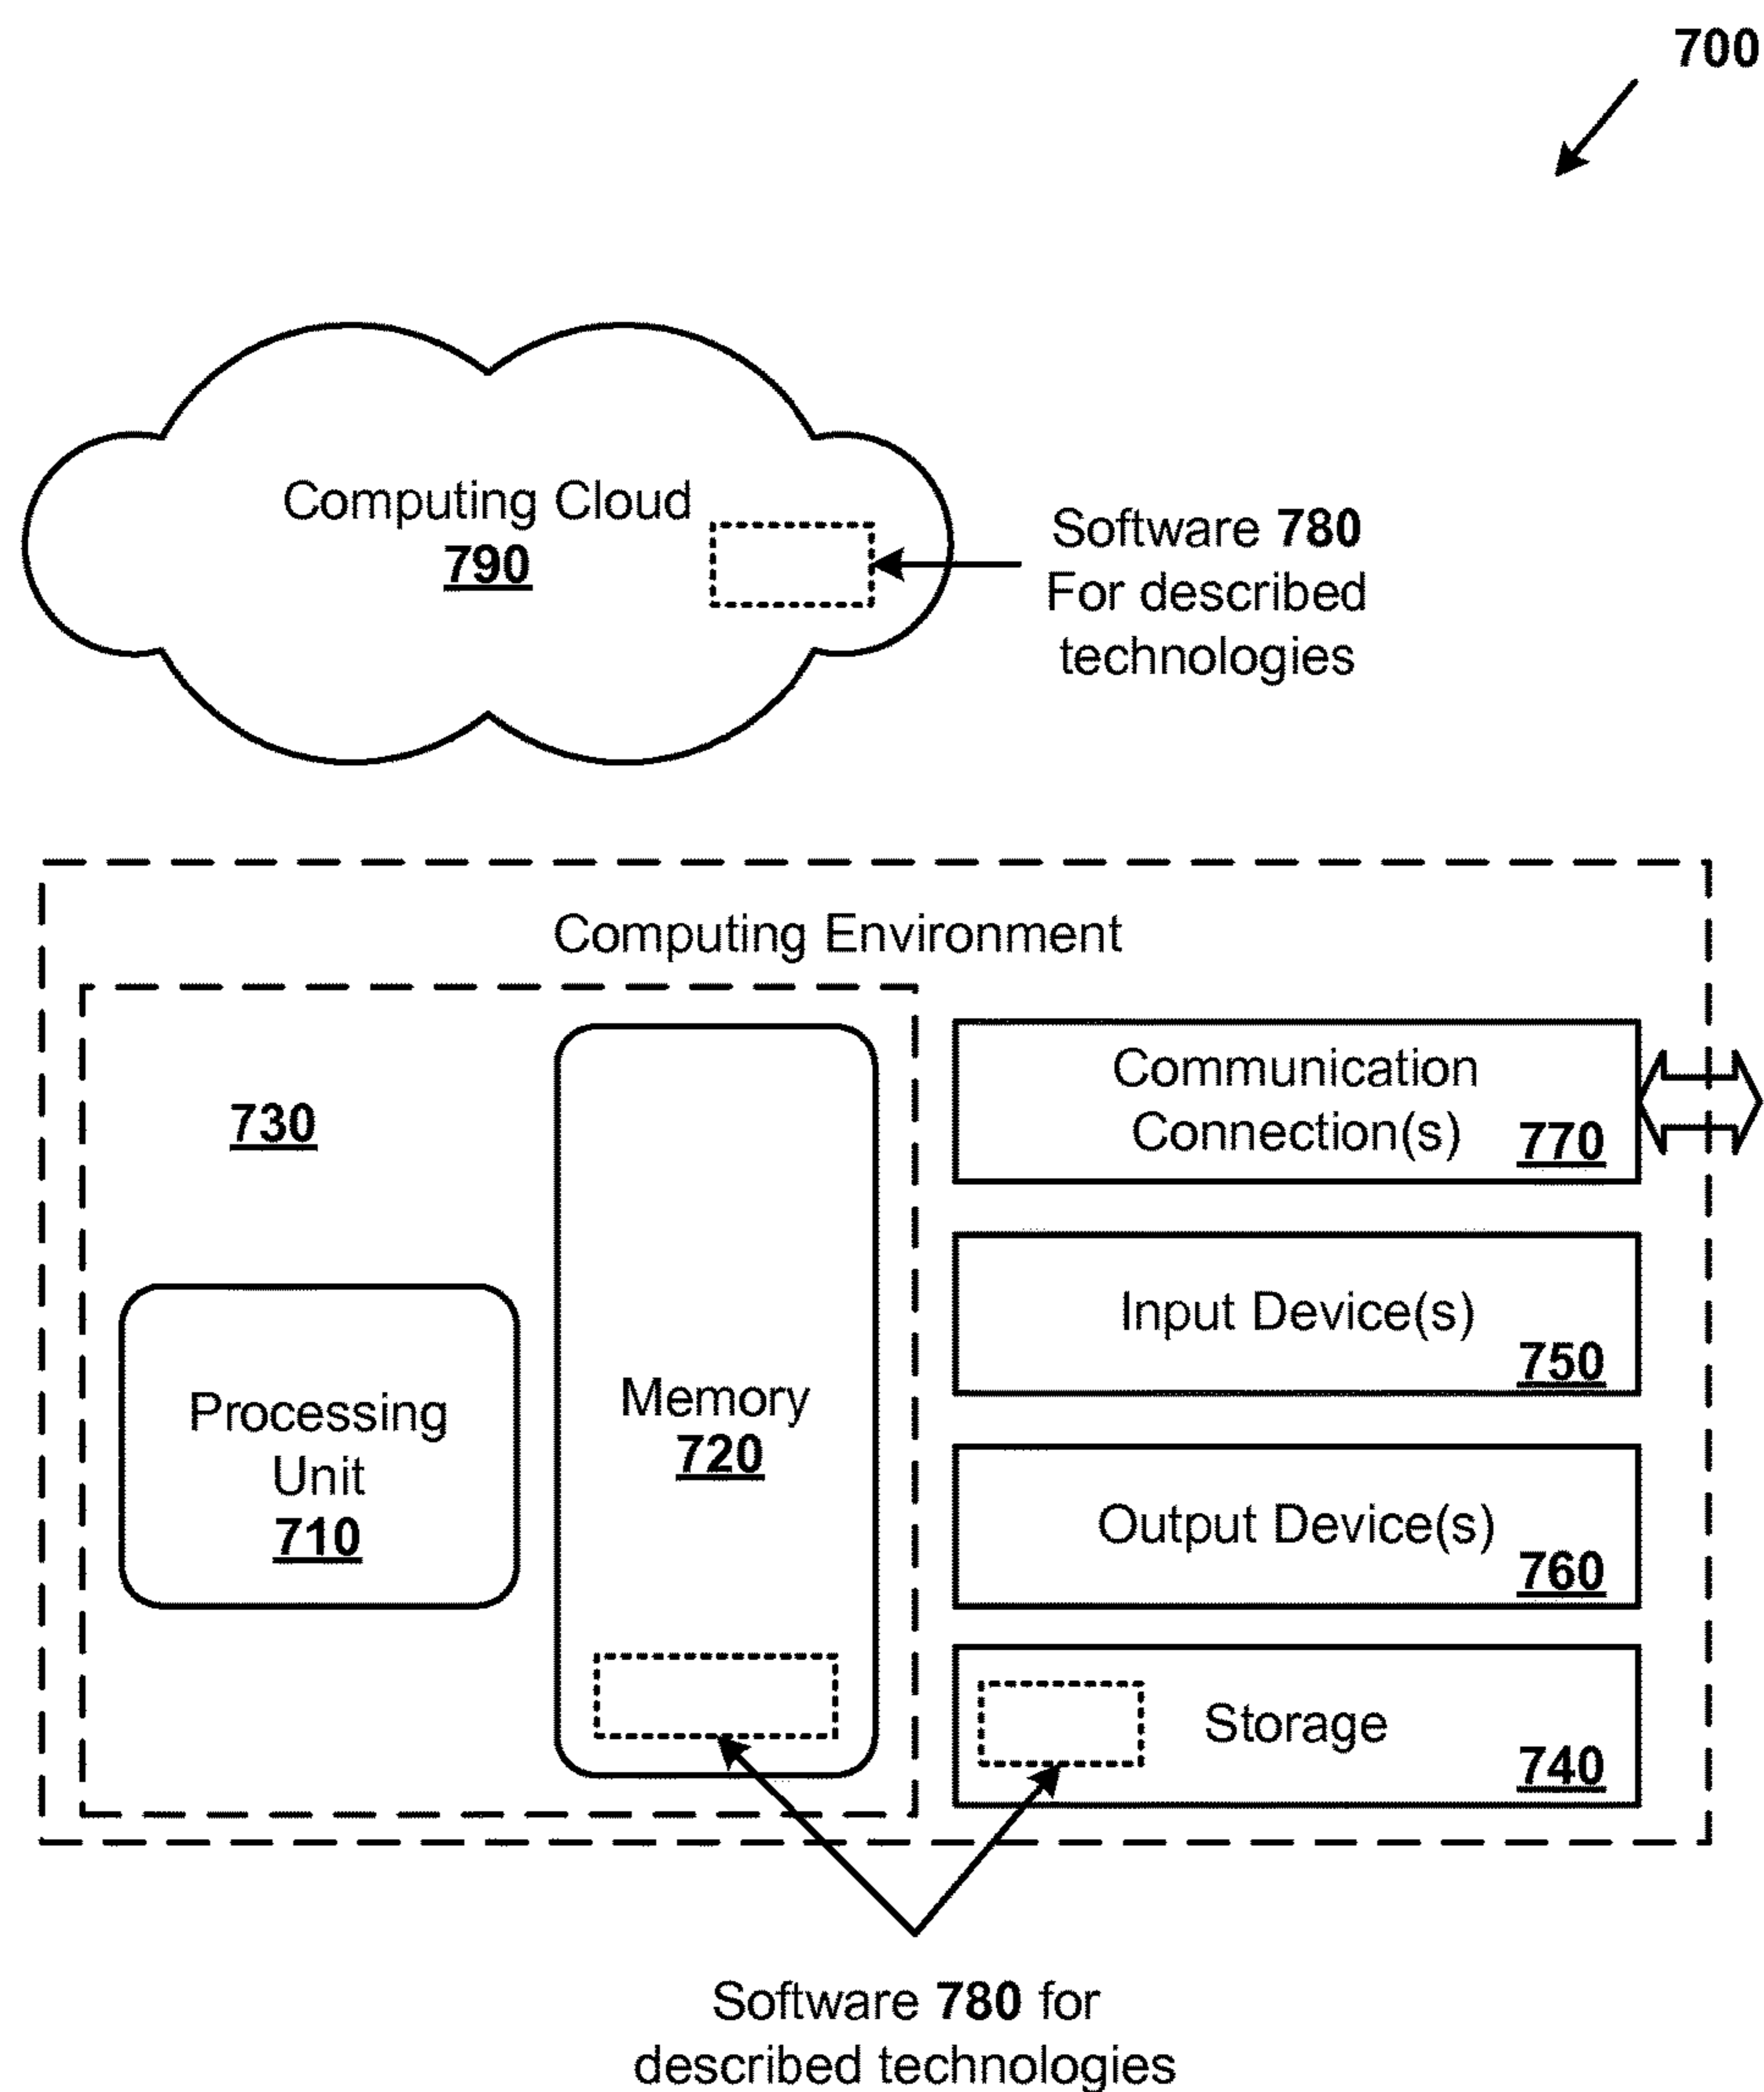 700
Computing Cloud
790
Software 780
For described
technologies
Computing Environment
730
Processing
Unit
710
Memory
720
Communication
Connection(s)
770
Input Device(s)
750
Output Device(s)
760
Storage
740
Software 780 for
described technologies